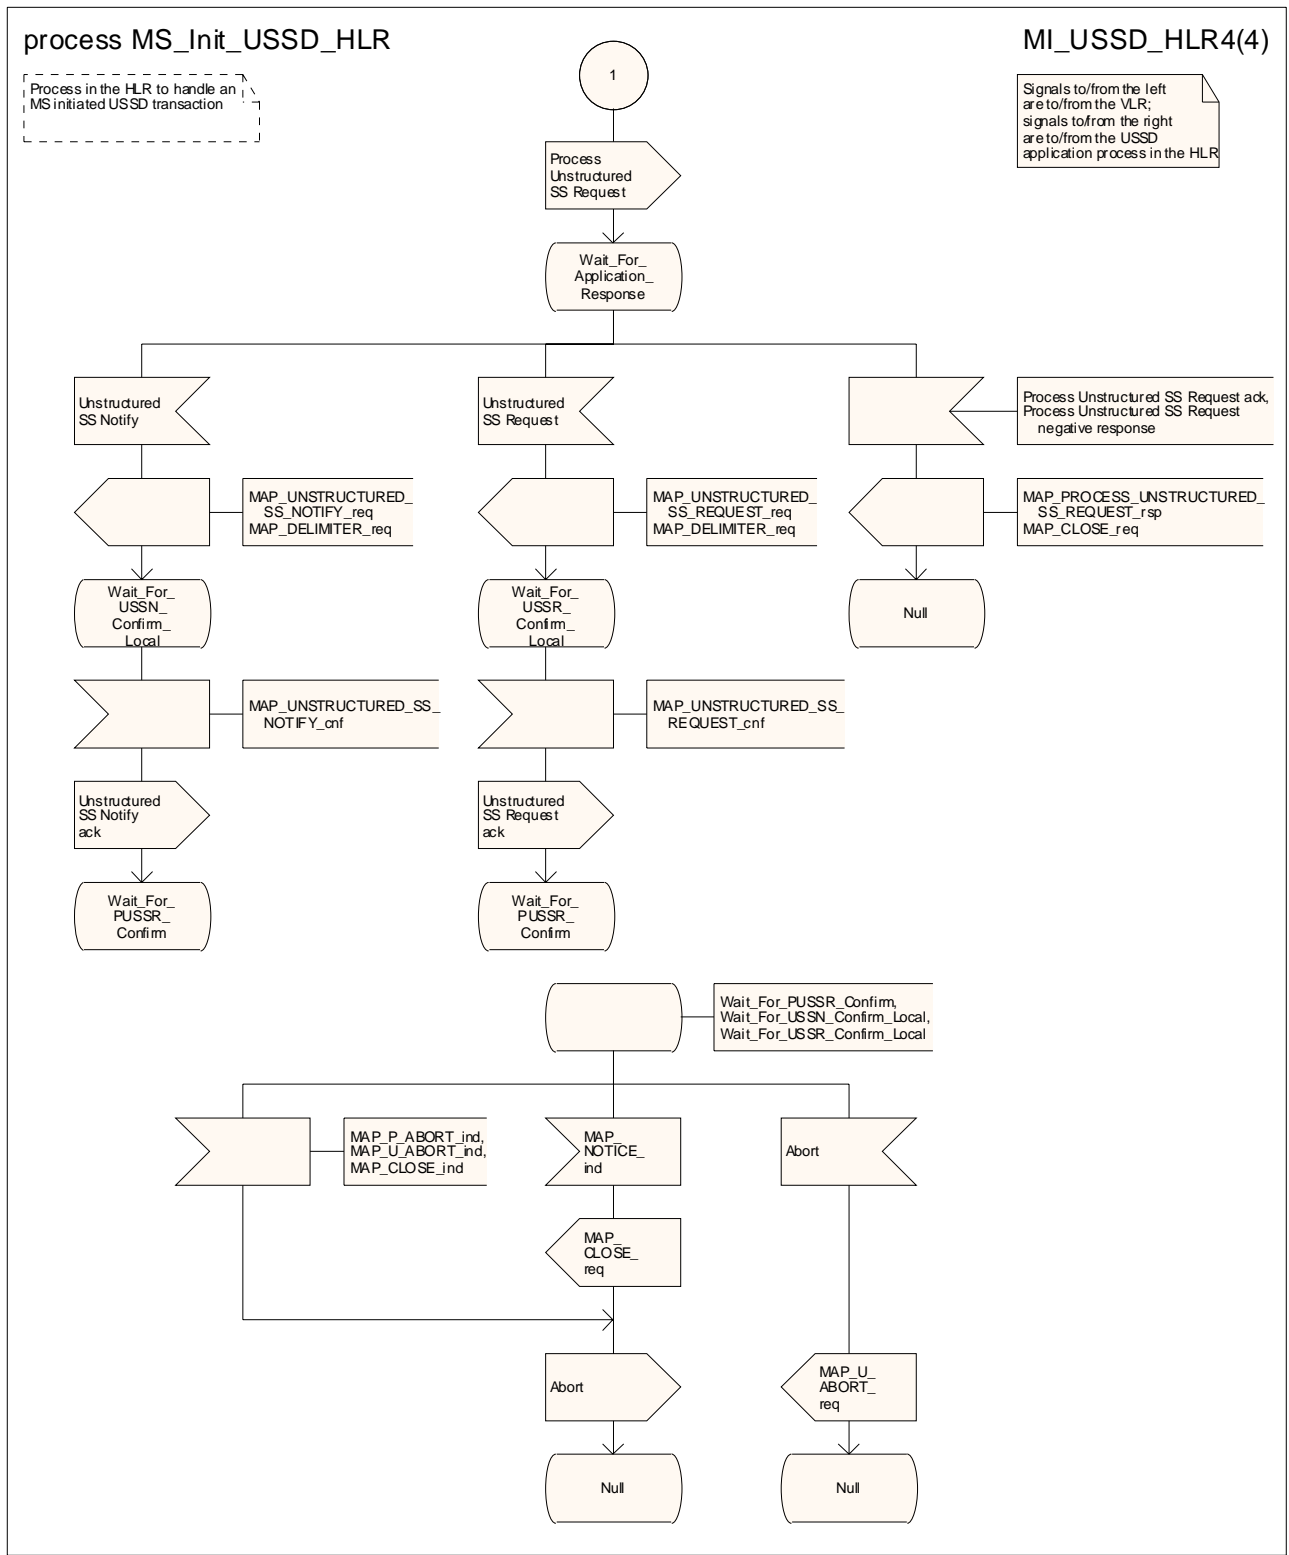 process MS_Init_USSD_HLR
MI_USSD_HLR4(4)
Process in the HLR to handle an
MS initiated USSD transaction
1
Signals to/from the left
are to/from the VLR;
signals to/from the right
are to/from the USSD
application process in the HLR
Process
Unstructured
SS Request
Wait_For_
Application_
Response
Unstructured
SS Notify
Unstructured
SS Request
Process Unstructured SS Request ack,
Process Unstructured SS Request
negative response
MAP_UNSTRUCTURED_
SS_NOTIFY_req
MAP_DELIMITER_req
MAP_UNSTRUCTURED_
SS_REQUEST_req
MAP_DELIMITER_req
MAP_PROCESS_UNSTRUCTURED_
SS_REQUEST_rsp
MAP_CLOSE_req
Wait_For_
USSN_
Confirm_
Local
Wait_For_
USSR_
Confirm_
Local
Null
MAP_UNSTRUCTURED_SS_
NOTIFY_cnf
MAP_UNSTRUCTURED_SS_
REQUEST_cnf
Unstructured
SS Notify
ack
Unstructured
SS Request
ack
Wait_For_
PUSSR_
Confirm
Wait_For_
PUSSR_
Confirm
Wait_For_PUSSR_Confirm,
Wait_For_USSN_Confirm_Local,
Wait_For_USSR_Confirm_Local
MAP_P_ABORT_ind,
MAP_U_ABORT_ind,
MAP_CLOSE_ind
MAP_
NOTICE_
ind
Abort
MAP_
CLOSE_
req
Abort
MAP_U_
ABORT_
req
Null
Null